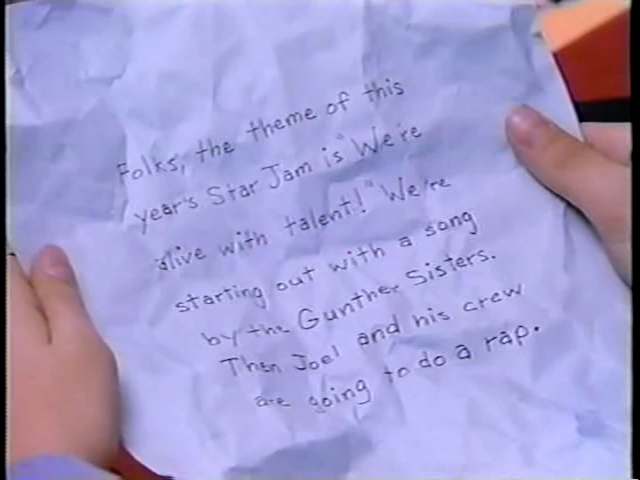 Folks, the theme of this
year's Star Jam is "We're
alive with talent!" We're
starting out with a song
by the Gunther Sisters.
Then Joel and his crew
are going to do a rap.